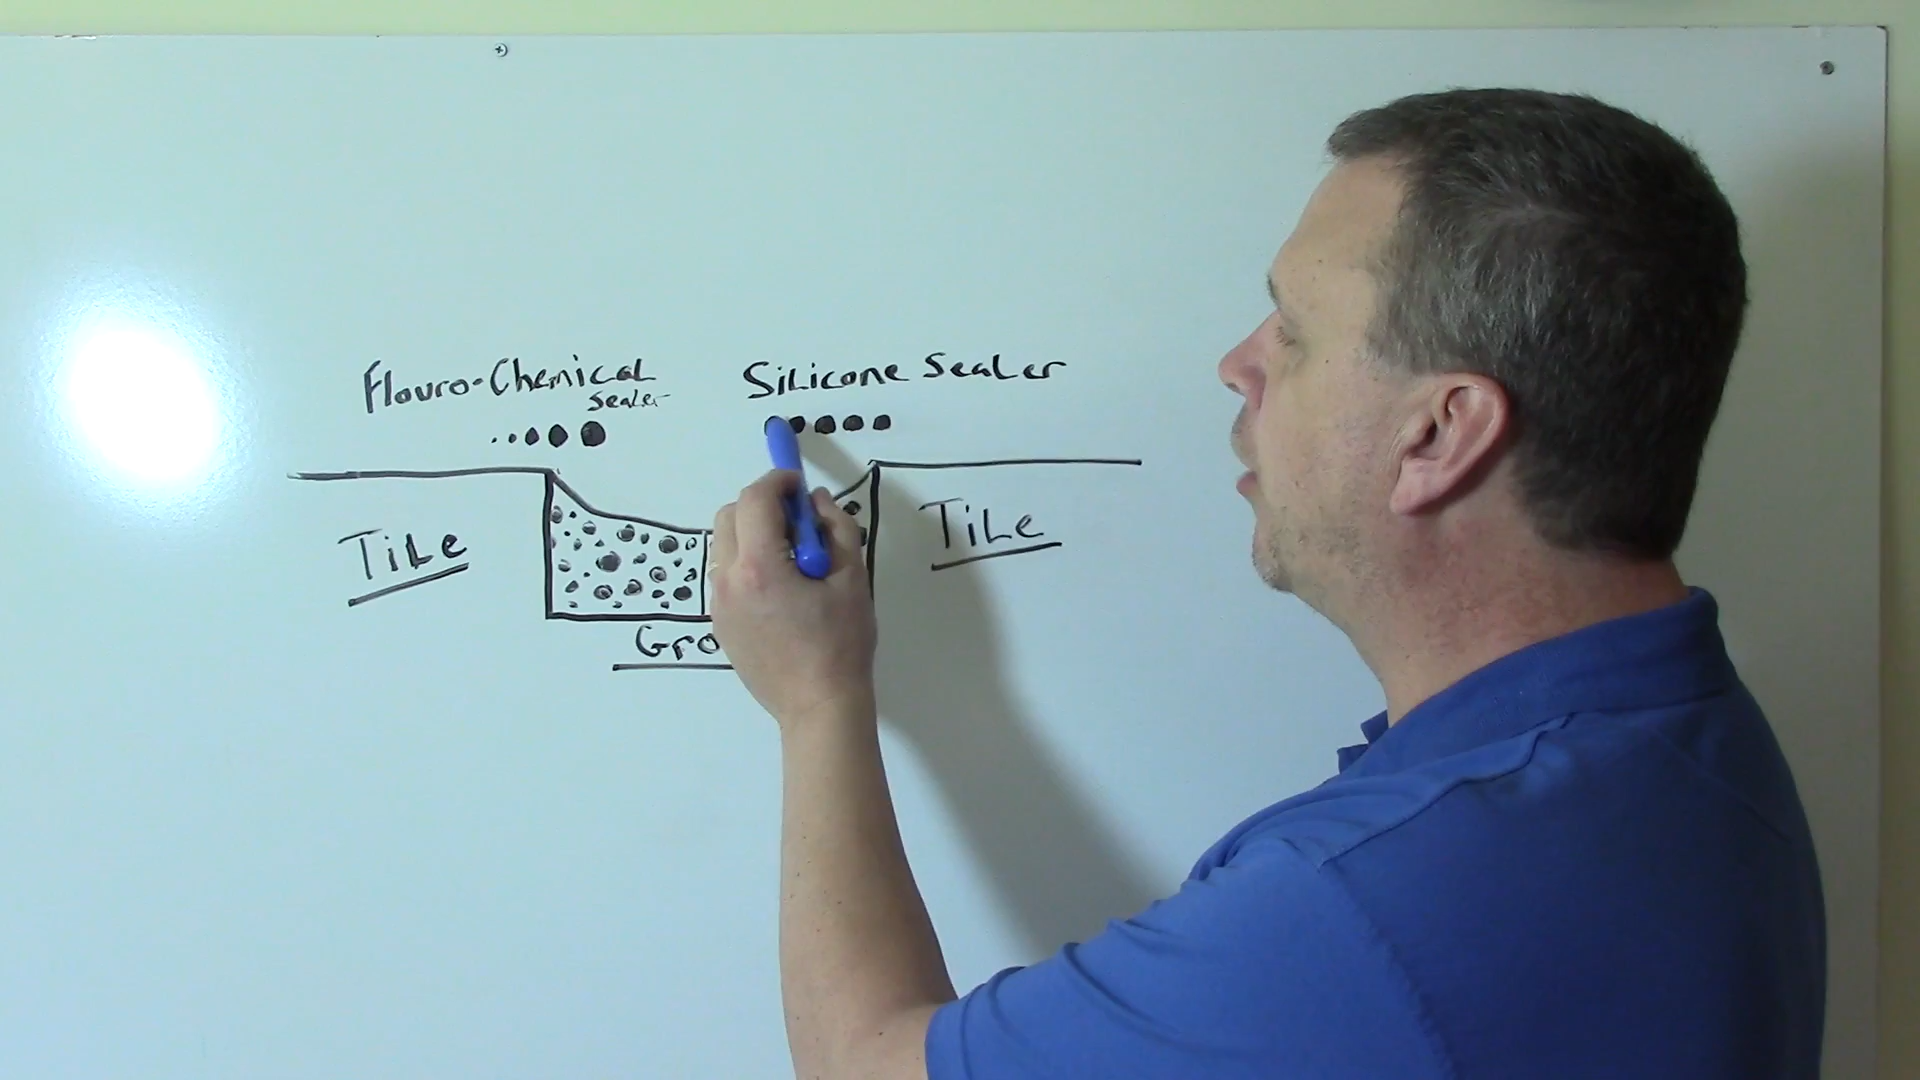 Flouro-Chemical
Sealer
Silicone Sealer
Tile
Tile
Gro